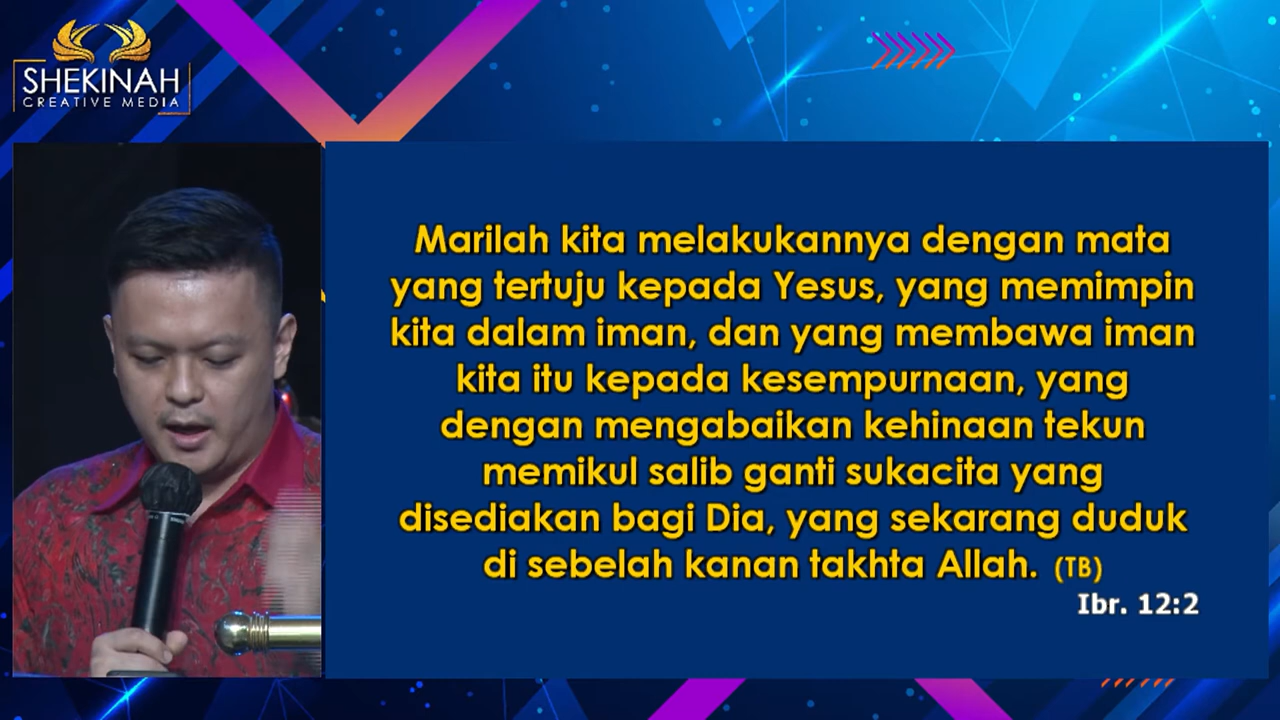 SHEKINAH
CREATIVE MEDIA
Marilah kita melakukannya dengan mata
yang tertuju kepada Yesus, yang memimpin
kita dalam iman, dan yang membawa iman
kita itu kepada kesempurnaan, yang
dengan mengabaikan kehinaan tekun
memikul salib ganti sukacita yang
disediakan bagi Dia, yang sekarang duduk
di sebelah kanan takhta Allah. (TB)
Ibr. 12:2